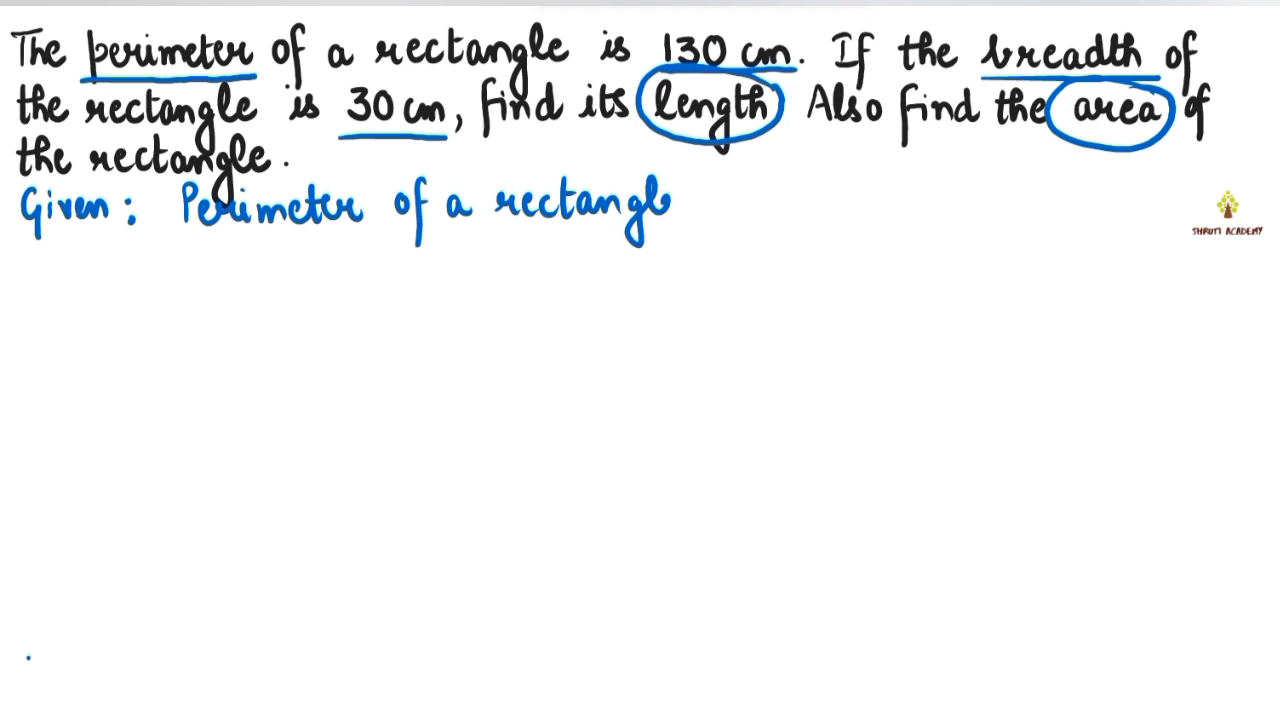 The perimeter of a rectangle is 130 cm. If the breadth of
the rectangle is 30 cm, find its length Also find the area of
the rectangle.
Given: Perimeter of a rectangle
SHRUTI ACADEMY